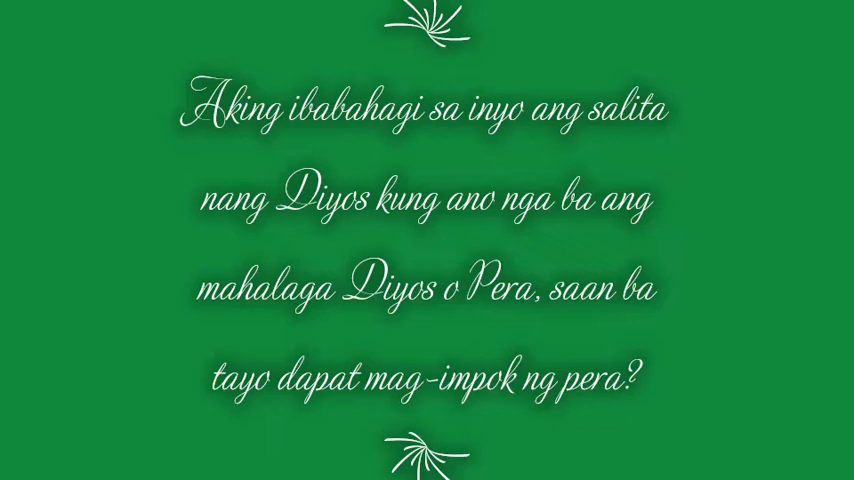 Aking ibabahagi sa inyo ang salita
nang Diyos kung ano nga ba ang
mahalaga Diyos o Pera, saan ba
tayo dapat mag-impok ng pera?